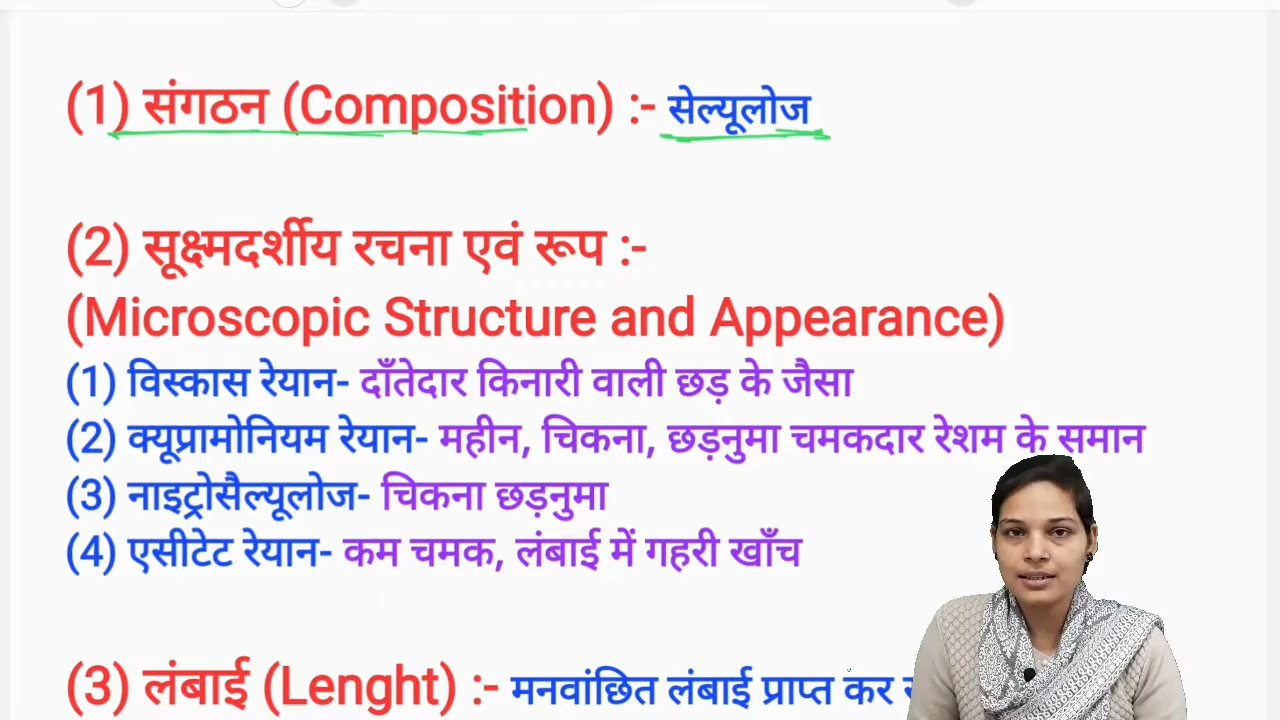 (1) संगठन (Composition) :- सेल्यूलोज
(2) सूक्ष्मदर्शीय रचना एवं रूप :-
(Microscopic Structure and Appearance)
(1) विस्कास रेयान- दाँतेदार किनारी वाली छड़ के जैसा
(2) क्यूप्रामोनियम रेयान- महीन, चिकना, छड़नुमा चमकदार रेशम के समान
(3) नाइट्रोसैल्यूलोज- चिकना छड़नुमा
(4) एसीटेट रेयान- कम चमक, लंबाई में गहरी खाँच
(3) लंबाई (Lenght) :- मनवांछित लंबाई प्राप्त कर